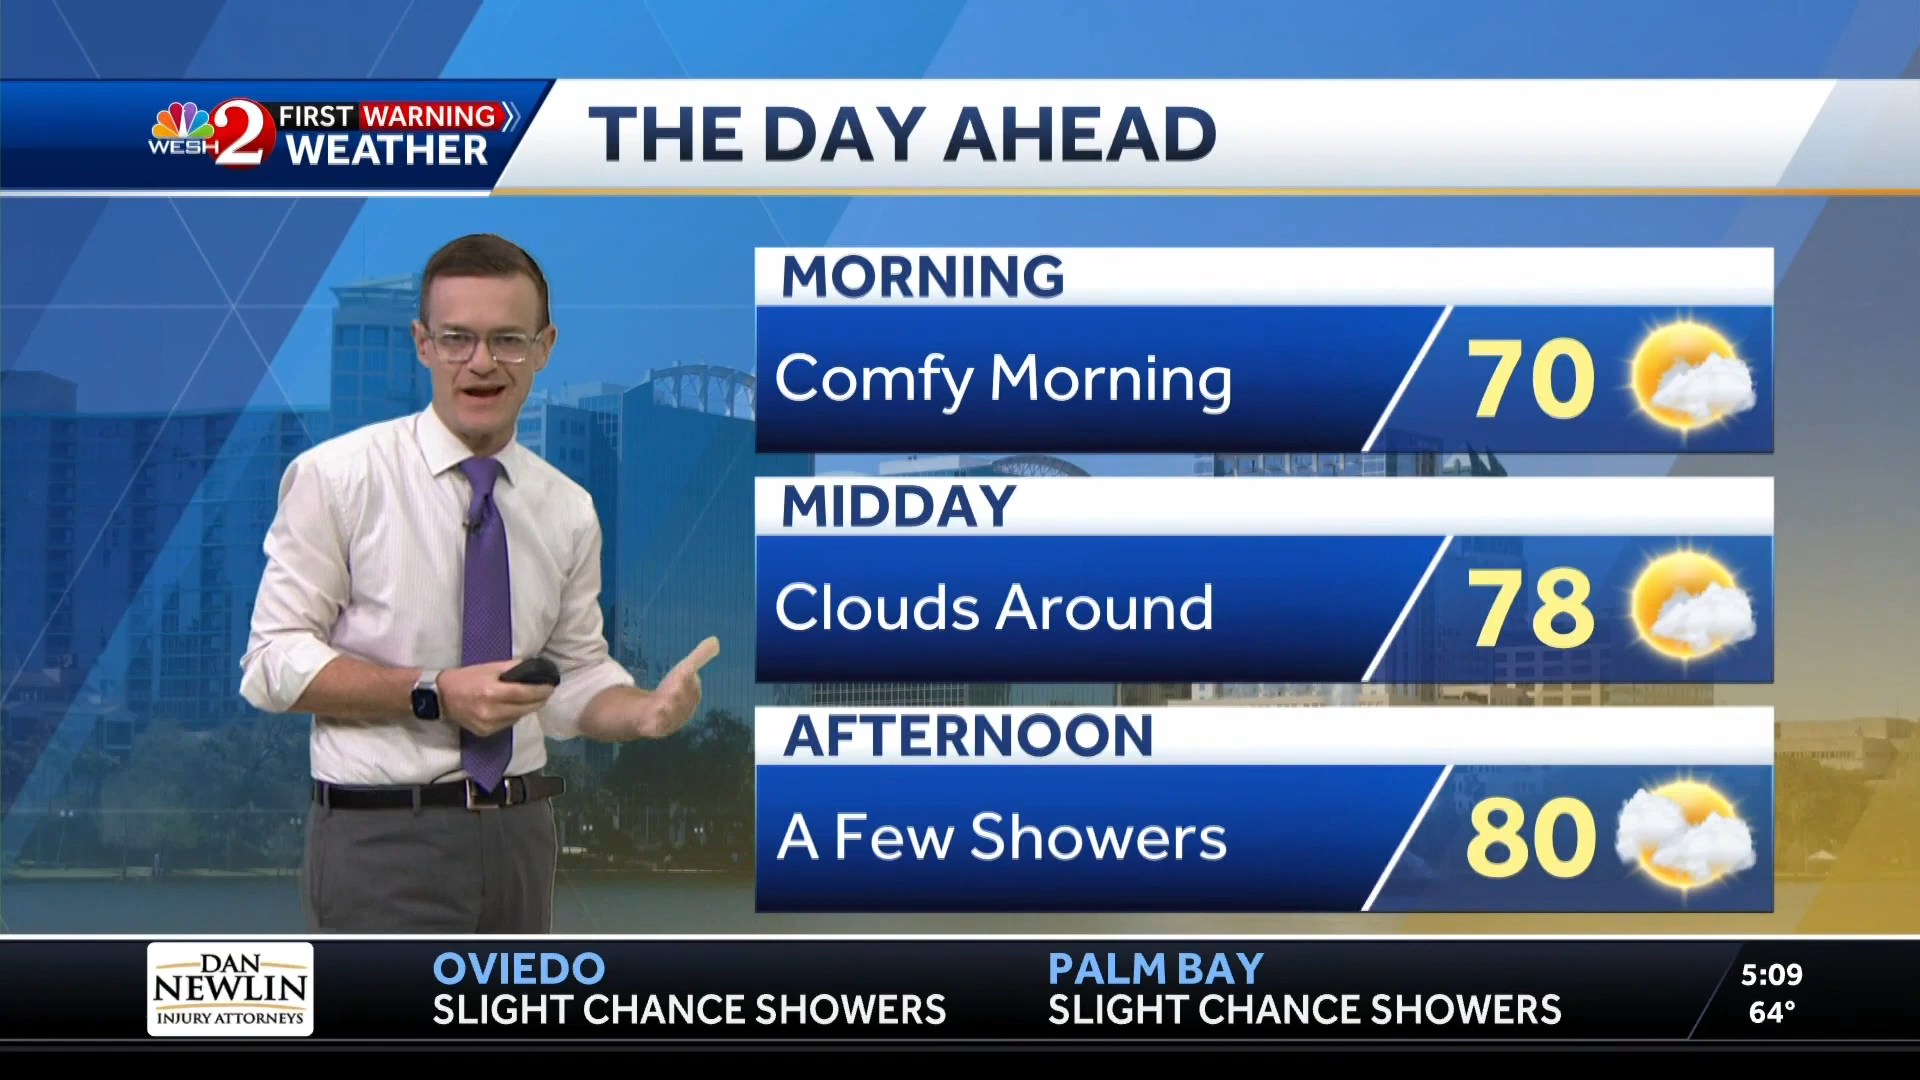 WESH 2
FIRST WARNING
WEATHER
THE DAY AHEAD
MORNING
Comfy Morning
70
MIDDAY
Clouds Around
78
AFTERNOON
A Few Showers
80
DAN
NEWLIN
INJURY ATTORNEYS
OVIEDO
SLIGHT CHANCE SHOWERS
PALM BAY
SLIGHT CHANCE SHOWERS
5:09
64°